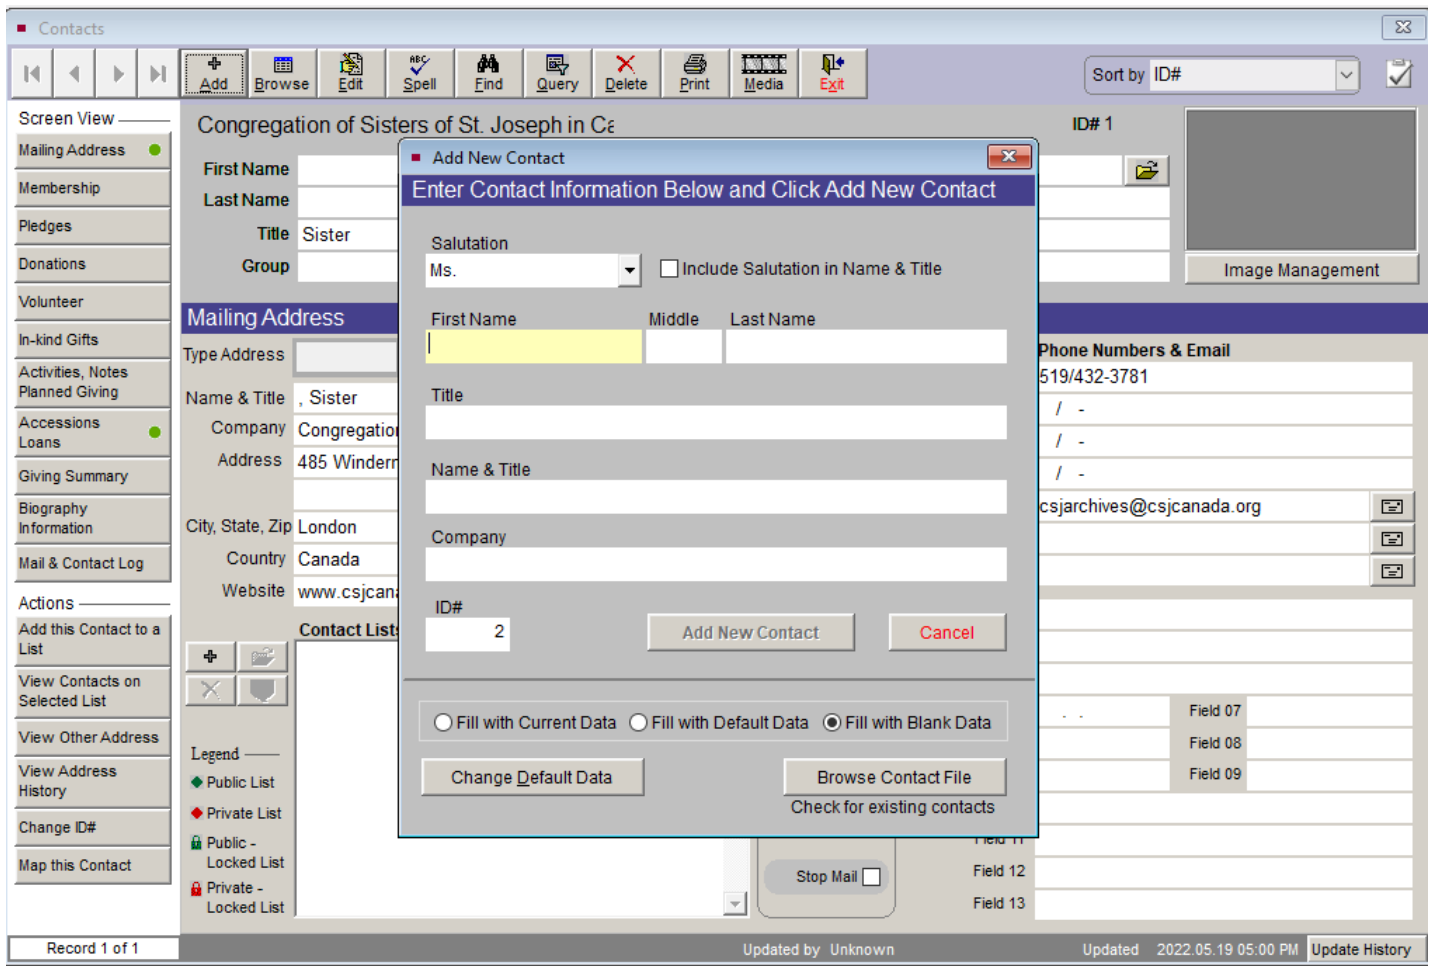 Contacts
Add
Browse
Edit
ABC
Spell
Find
Query
Delete
Print
Media
Exit
Sort by ID#
Screen View
Mailing Address
Membership
Pledges
Donations
Volunteer
In-kind Gifts
Activities, Notes
Planned Giving
Accessions
Loans
Giving Summary
Biography
Information
Mail & Contact Log
Actions
Add this Contact to a
List
View Contacts on
Selected List
View Other Address
View Address
History
Change ID#
Map this Contact
Record 1 of 1
Congregation of Sisters of St. Joseph in Ca
ID# 1
First Name
Last Name
Title Sister
Group
Image Management
Mailing Address
Type Address
Name & Title , Sister
Company Congregation
Address 485 Winderm
City, State, Zip London
Country Canada
Website www.csjcana
Contact Lists
Legend
Public List
Private List
Public -
Locked List
Private -
Locked List
Add New Contact
Enter Contact Information Below and Click Add New Contact
Salutation
Ms.
Include Salutation in Name & Title
First Name Middle Last Name
Title
Name & Title
Company
ID#
2
Add New Contact
Cancel
Fill with Current Data Fill with Default Data Fill with Blank Data
Change Default Data
Browse Contact File
Check for existing contacts
Phone Numbers & Email
519/432-3781
/ -
/ -
/ -
csjarchives@csjcanada.org
. .
Field 07
Field 08
Field 09
Field 11
Field 12
Field 13
Stop Mail
Updated by Unknown
Updated 2022.05.19 05:00 PM
Update History